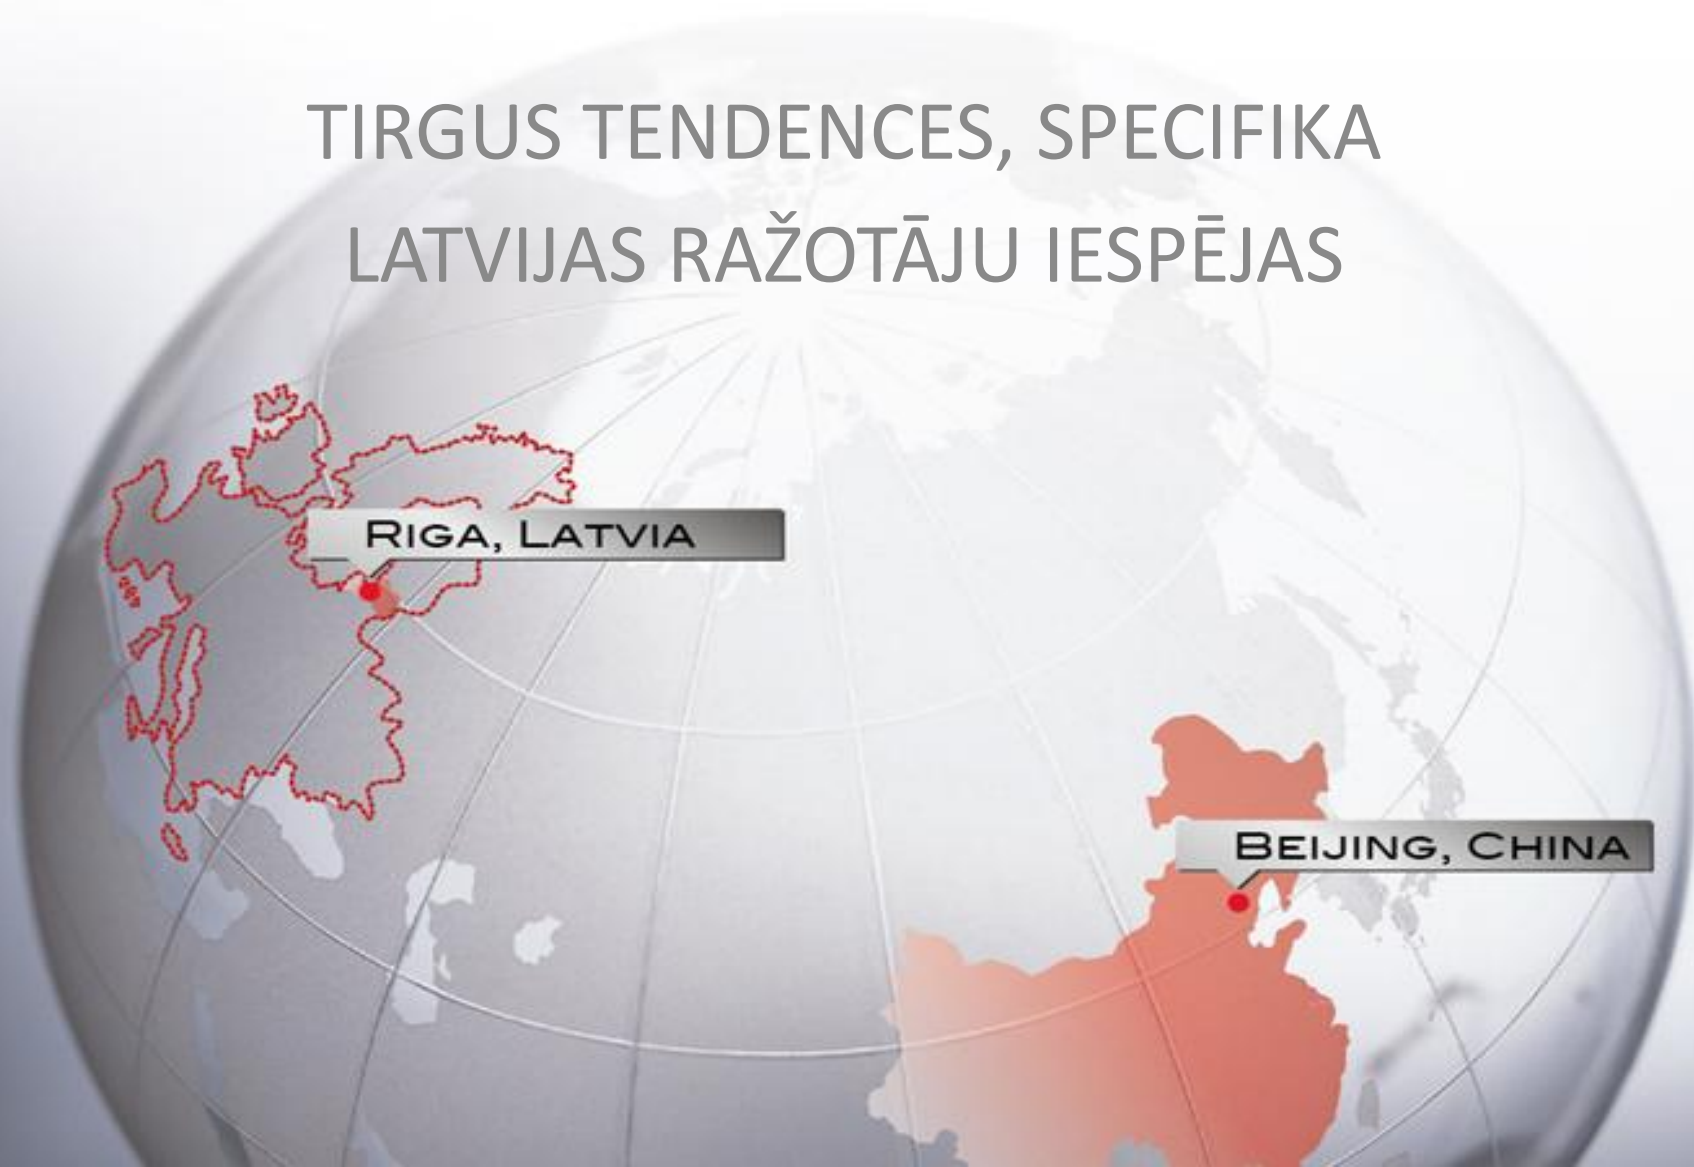 TIRGUS TENDENCES, SPECIFIKA
LATVIJAS RAŽOTĀJU IESPĒJAS
RIGA, LATVIA
BEIJING, CHINA